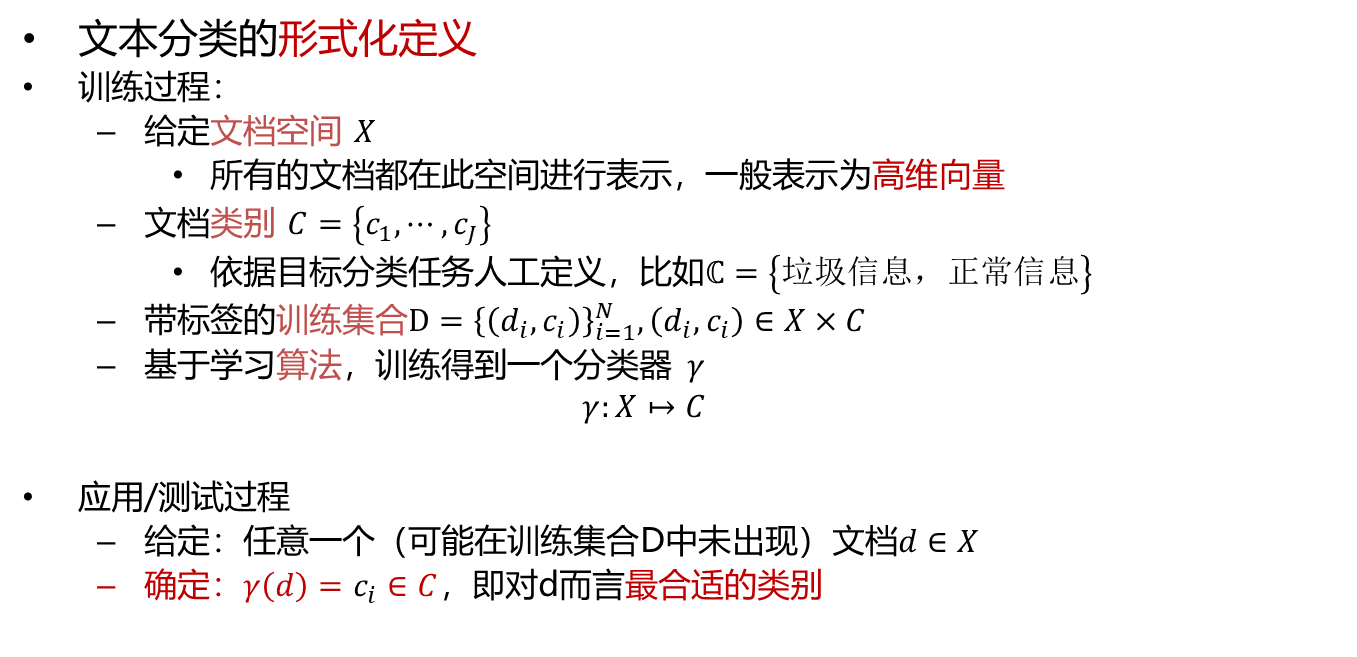 • 文本分类的形式化定义
• 训练过程：
– 给定文档空间 X
• 所有的文档都在此空间进行表示，一般表示为高维向量
– 文档类别 C = {c₁, ⋯ , c_J}
• 依据目标分类任务人工定义，比如ℂ = {垃圾信息，正常信息}
– 带标签的训练集合D = {(dᵢ, cᵢ)}ᵢ₌₁ᴺ, (dᵢ, cᵢ) ∈ X × C
– 基于学习算法，训练得到一个分类器 γ
γ: X ↦ C
• 应用/测试过程
– 给定：任意一个（可能在训练集合D中未出现）文档d ∈ X
– 确定：γ(d) = cᵢ ∈ C，即对d而言最合适的类别